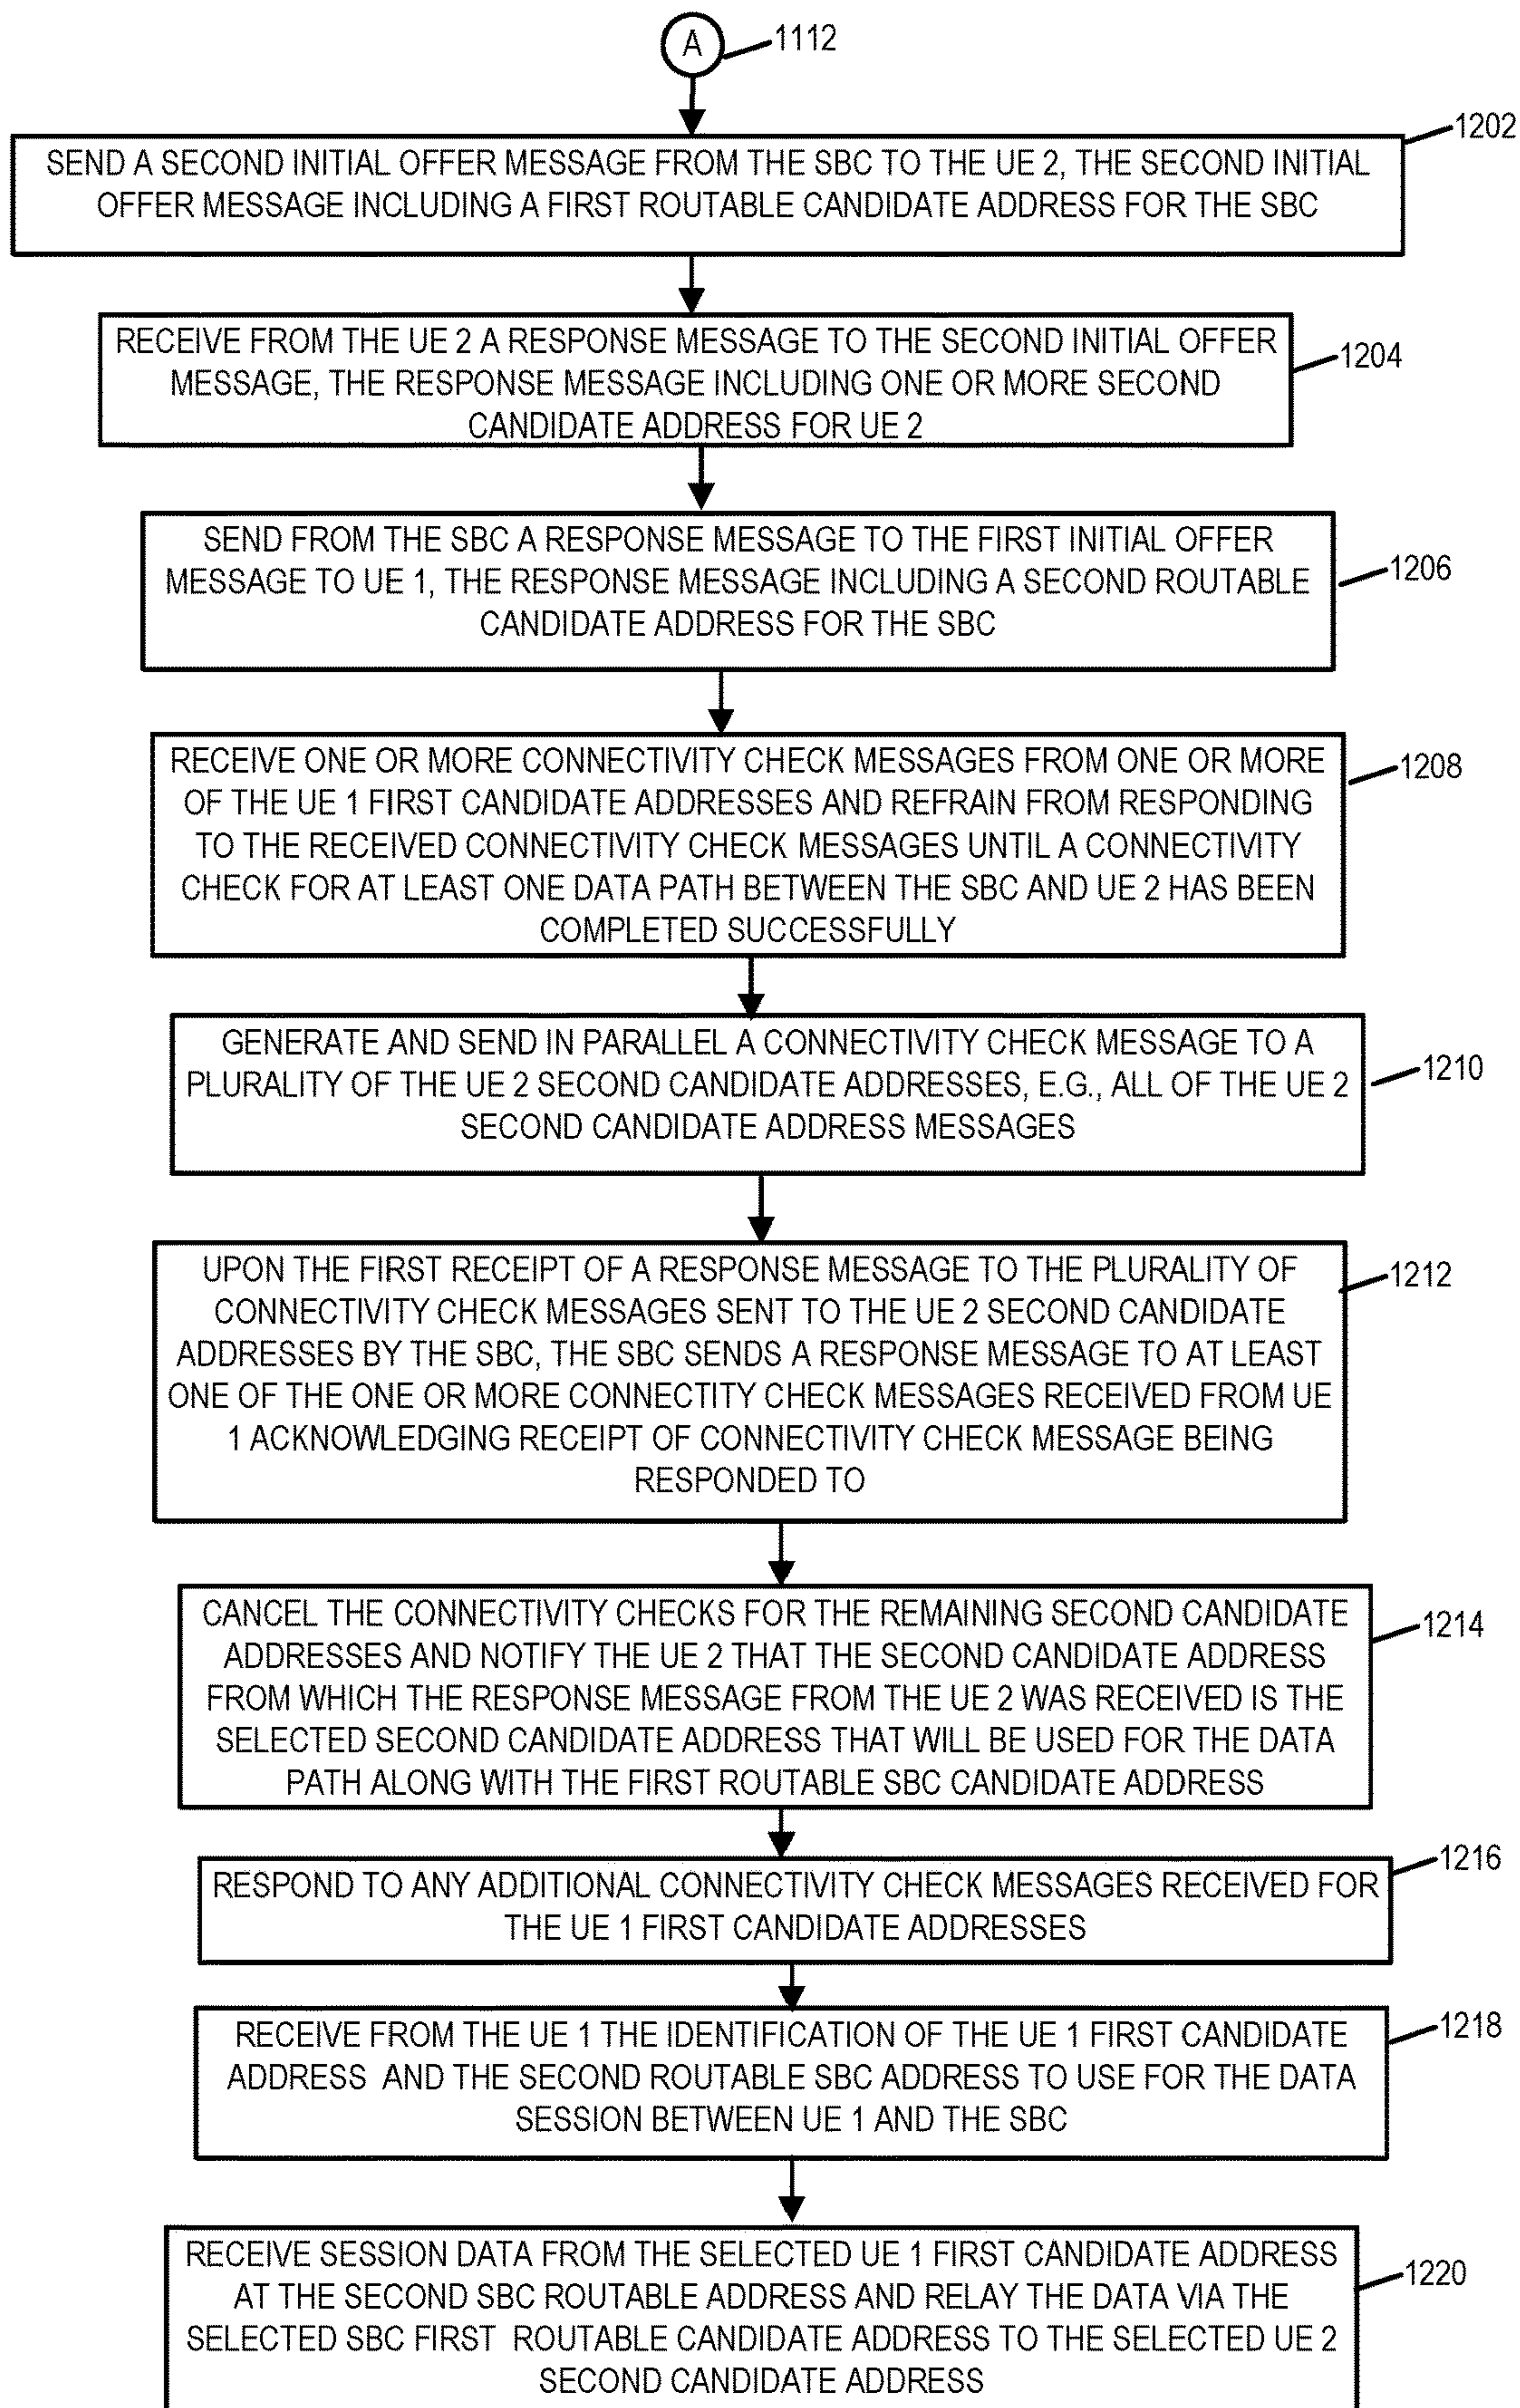 A
1112
1202
SEND A SECOND INITIAL OFFER MESSAGE FROM THE SBC TO THE UE 2, THE SECOND INITIAL
OFFER MESSAGE INCLUDING A FIRST ROUTABLE CANDIDATE ADDRESS FOR THE SBC
RECEIVE FROM THE UE 2 A RESPONSE MESSAGE TO THE SECOND INITIAL OFFER
MESSAGE, THE RESPONSE MESSAGE INCLUDING ONE OR MORE SECOND
CANDIDATE ADDRESS FOR UE 2
1204
SEND FROM THE SBC A RESPONSE MESSAGE TO THE FIRST INITIAL OFFER
MESSAGE TO UE 1, THE RESPONSE MESSAGE INCLUDING A SECOND ROUTABLE
CANDIDATE ADDRESS FOR THE SBC
1206
RECEIVE ONE OR MORE CONNECTIVITY CHECK MESSAGES FROM ONE OR MORE
OF THE UE 1 FIRST CANDIDATE ADDRESSES AND REFRAIN FROM RESPONDING
TO THE RECEIVED CONNECTIVITY CHECK MESSAGES UNTIL A CONNECTIVITY
CHECK FOR AT LEAST ONE DATA PATH BETWEEN THE SBC AND UE 2 HAS BEEN
COMPLETED SUCCESSFULLY
1208
GENERATE AND SEND IN PARALLEL A CONNECTIVITY CHECK MESSAGE TO A
PLURALITY OF THE UE 2 SECOND CANDIDATE ADDRESSES, E.G., ALL OF THE UE 2
SECOND CANDIDATE ADDRESS MESSAGES
1210
UPON THE FIRST RECEIPT OF A RESPONSE MESSAGE TO THE PLURALITY OF
CONNECTIVITY CHECK MESSAGES SENT TO THE UE 2 SECOND CANDIDATE
ADDRESSES BY THE SBC, THE SBC SENDS A RESPONSE MESSAGE TO AT LEAST
ONE OF THE ONE OR MORE CONNECTITY CHECK MESSAGES RECEIVED FROM UE
1 ACKNOWLEDGING RECEIPT OF CONNECTIVITY CHECK MESSAGE BEING
RESPONDED TO
1212
CANCEL THE CONNECTIVITY CHECKS FOR THE REMAINING SECOND CANDIDATE
ADDRESSES AND NOTIFY THE UE 2 THAT THE SECOND CANDIDATE ADDRESS
FROM WHICH THE RESPONSE MESSAGE FROM THE UE 2 WAS RECEIVED IS THE
SELECTED SECOND CANDIDATE ADDRESS THAT WILL BE USED FOR THE DATA
PATH ALONG WITH THE FIRST ROUTABLE SBC CANDIDATE ADDRESS
1214
RESPOND TO ANY ADDITIONAL CONNECTIVITY CHECK MESSAGES RECEIVED FOR
THE UE 1 FIRST CANDIDATE ADDRESSES
1216
RECEIVE FROM THE UE 1 THE IDENTIFICATION OF THE UE 1 FIRST CANDIDATE
ADDRESS AND THE SECOND ROUTABLE SBC ADDRESS TO USE FOR THE DATA
SESSION BETWEEN UE 1 AND THE SBC
1218
RECEIVE SESSION DATA FROM THE SELECTED UE 1 FIRST CANDIDATE ADDRESS
AT THE SECOND SBC ROUTABLE ADDRESS AND RELAY THE DATA VIA THE
SELECTED SBC FIRST ROUTABLE CANDIDATE ADDRESS TO THE SELECTED UE 2
SECOND CANDIDATE ADDRESS
1220